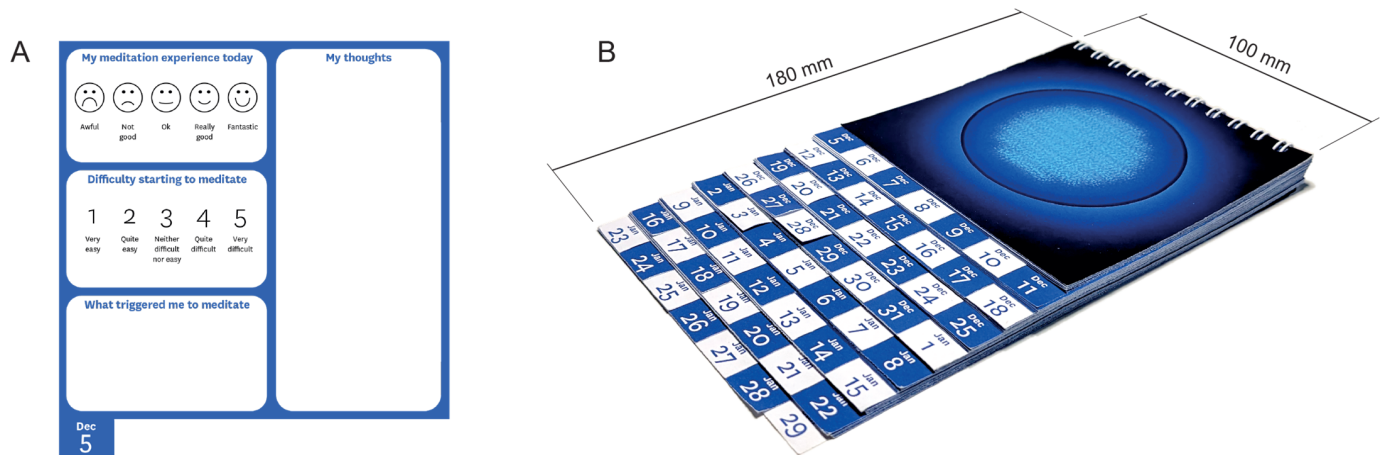 A
My meditation experience today
Awful Not good Ok Really good Fantastic
Difficulty starting to meditate
1 2 3 4 5
Very easy Quite easy Neither difficult nor easy Quite difficult Very difficult
What triggered me to meditate
My thoughts
Dec
5
B
180 mm
100 mm
Dec 5 Dec 6 Dec 7 Dec 8 Dec 9 Dec 10 Dec 11
Dec 12 Dec 13 Dec 14 Dec 15 Dec 16 Dec 17 Dec 18
Dec 19 Dec 20 Dec 21 Dec 22 Dec 23 Dec 24 Dec 25
Dec 26 Dec 27 Dec 28 Dec 29 Dec 30 Dec 31 Jan 1
Jan 2 Jan 3 Jan 4 Jan 5 Jan 6 Jan 7 Jan 8
Jan 9 Jan 10 Jan 11 Jan 12 Jan 13 Jan 14 Jan 15
Jan 16 Jan 17 Jan 18 Jan 19 Jan 20 Jan 21 Jan 22
Jan 23 Jan 24 Jan 25 Jan 26 Jan 27 Jan 28 Jan 29